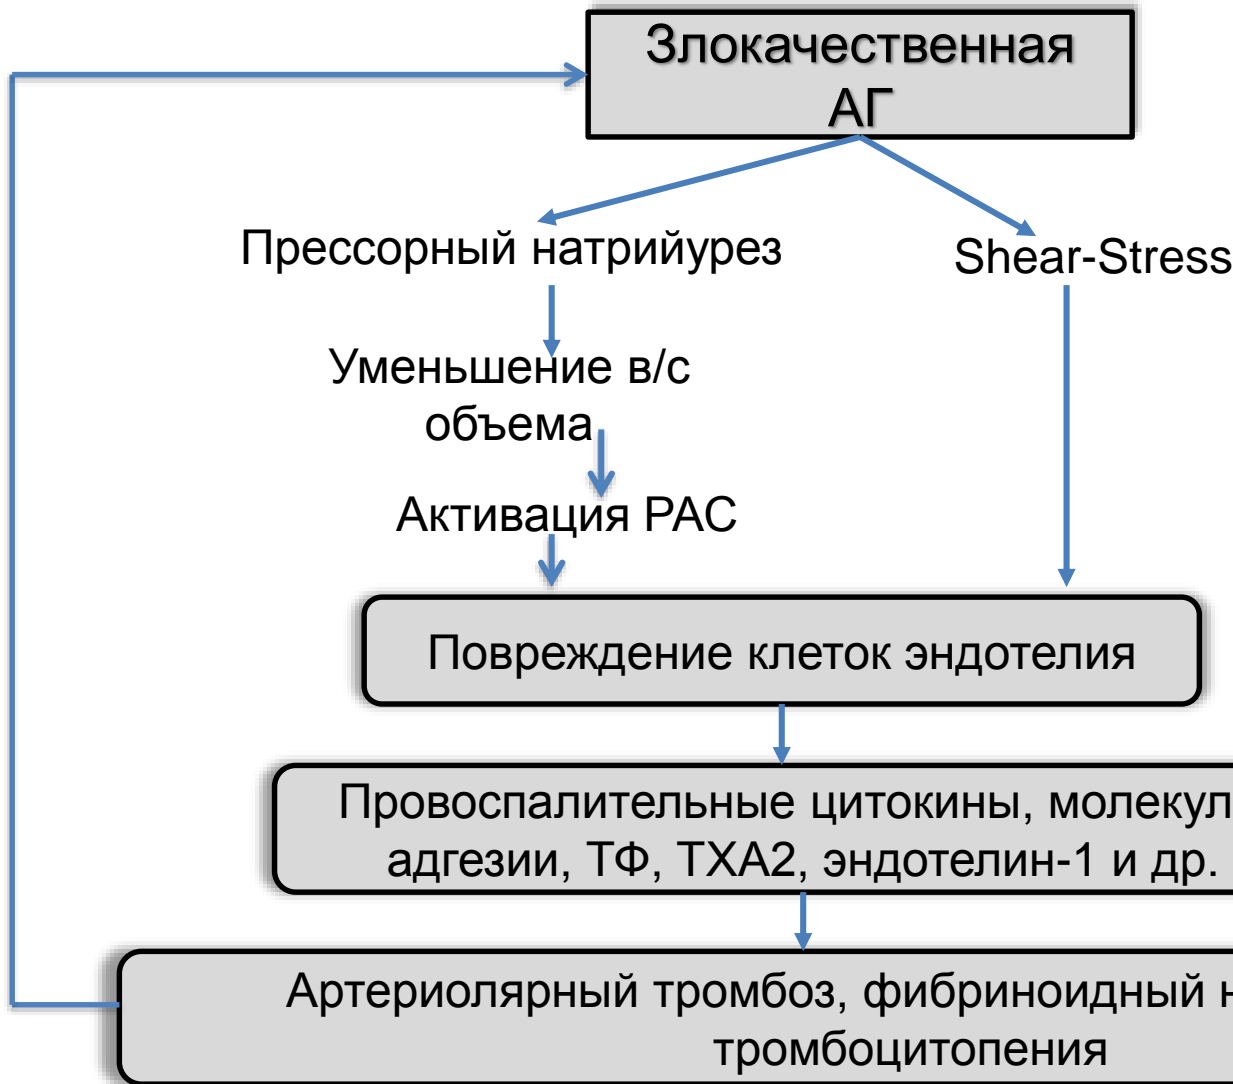 Злокачественная
АГ
Прессорный натрийурез
Shear-Stress
Уменьшение в/с
объема
Активация РАС
Повреждение клеток эндотелия
Провоспалительные цитокины, молекул
адгезии, ТФ, ТХА2, эндотелин-1 и др.
Артериолярный тромбоз, фибриноидный
тромбоцитопения